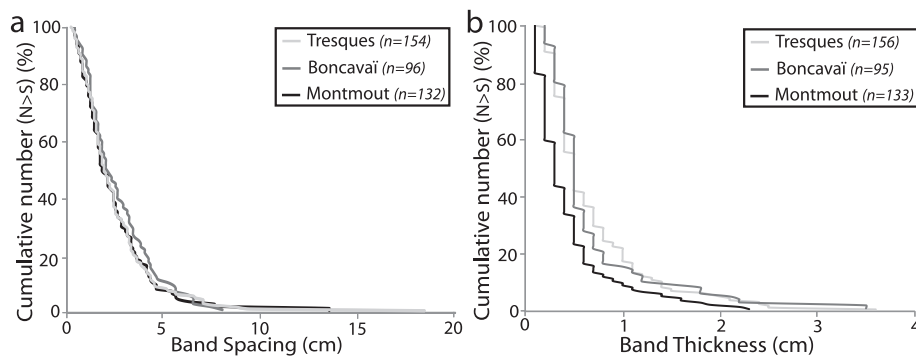 a
Cumulative number (N>S) (%)
100
80
60
40
20
0
0
5
10
15
20
Band Spacing (cm)
Tresques (n=154)
Boncavaï (n=96)
Montmout (n=132)
b
Cumulative number (N>S) (%)
100
80
60
40
20
0
0
1
2
3
4
Band Thickness (cm)
Tresques (n=156)
Boncavaï (n=95)
Montmout (n=133)